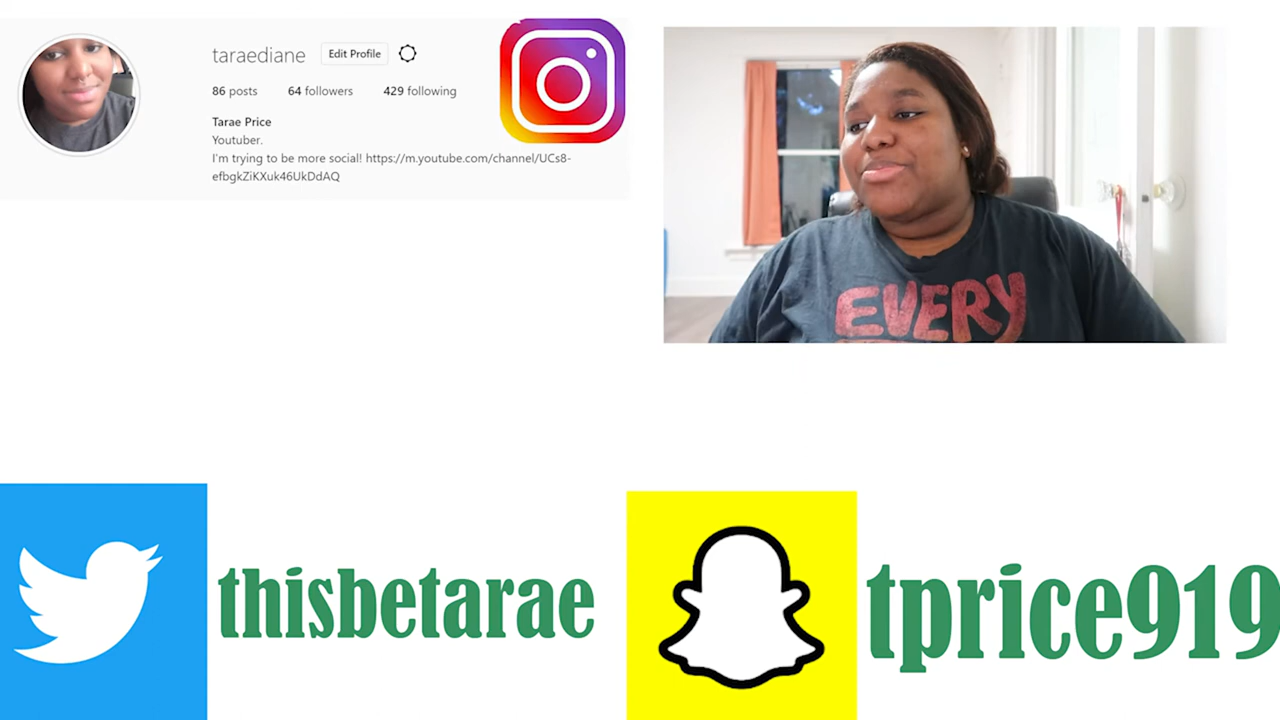 taraediane Edit Profile
86 posts 64 followers 429 following
Tarae Price
Youtuber.
I'm trying to be more social! https://m.youtube.com/channel/UCs8-
efbgkZiKXuk46UkDdAQ
EVERY
thisbetarae
tprice919